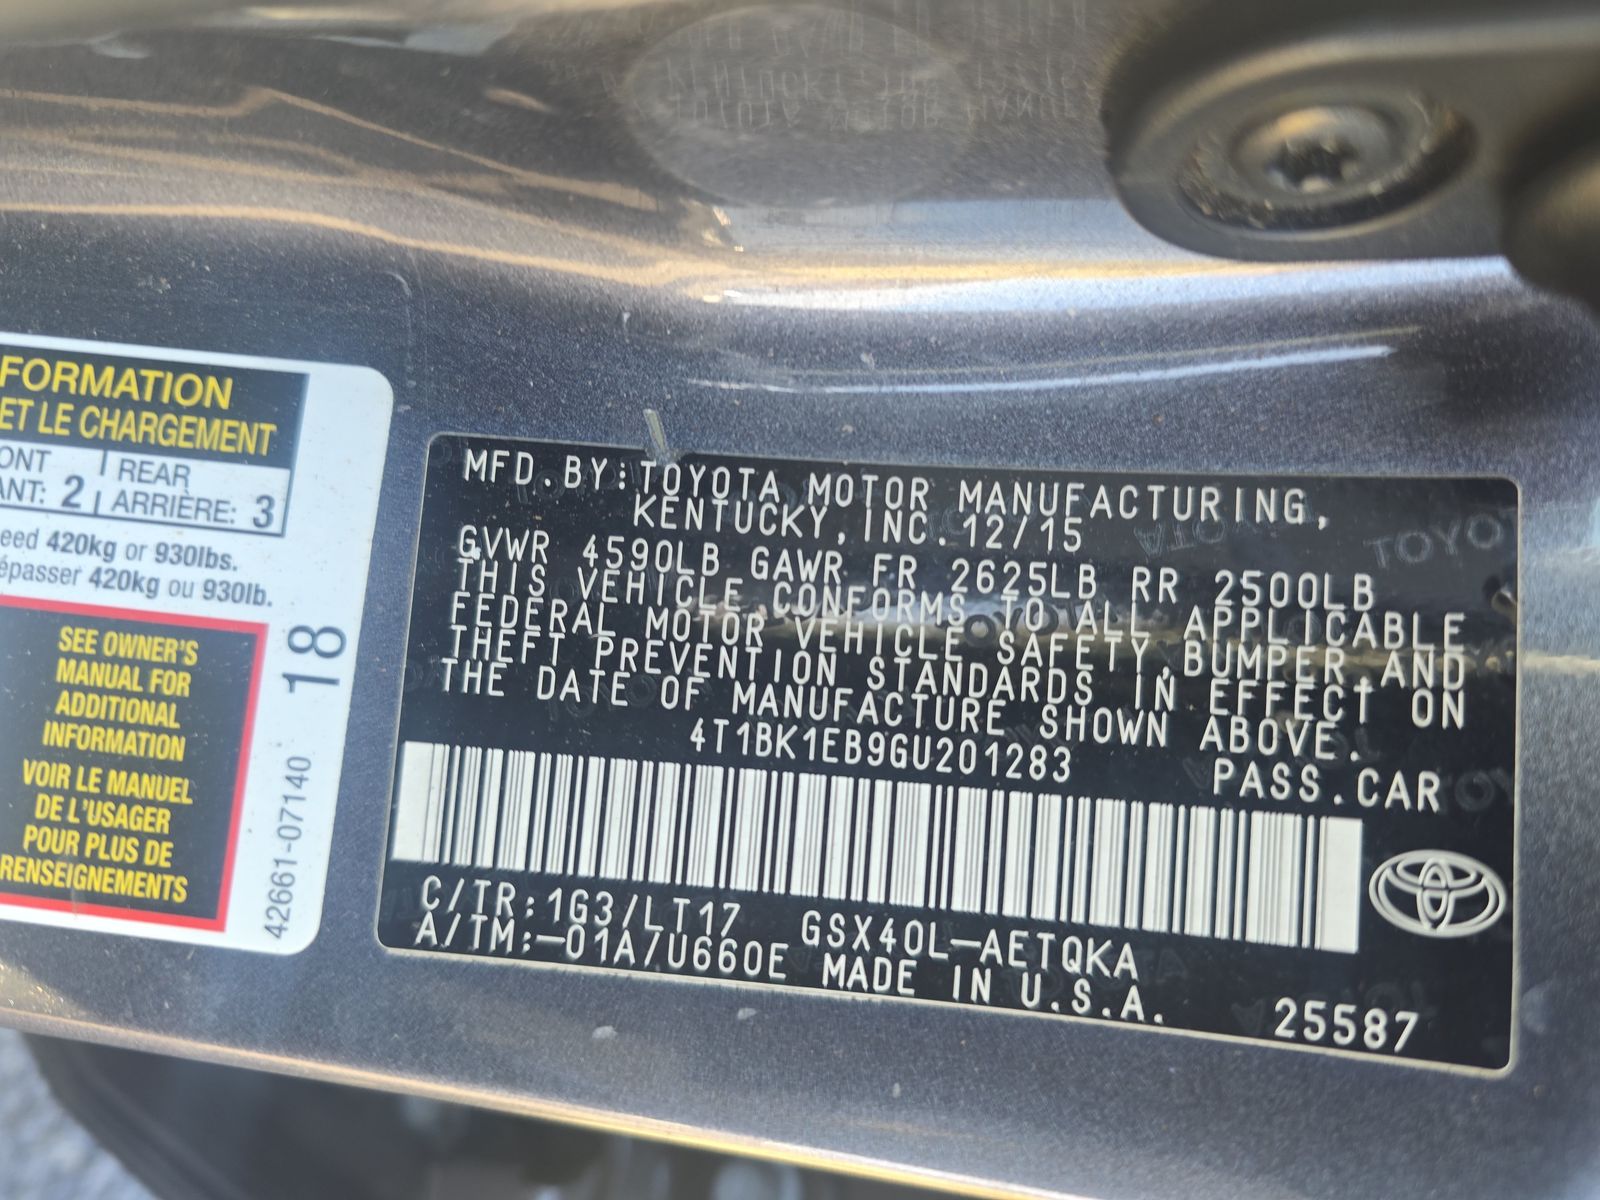 FORMATION
ET LE CHARGEMENT
ONT | REAR
ANT: 2 | ARRIÈRE: 3
eed 420kg or 930lbs.
épasser 420kg ou 930lb.
SEE OWNER'S
MANUAL FOR
ADDITIONAL
INFORMATION
VOIR LE MANUEL
DE L'USAGER
POUR PLUS DE
RENSEIGNEMENTS
42661-07140 18
MFD.BY:TOYOTA MOTOR MANUFACTURING,
KENTUCKY,INC.12/15
GVWR 4590LB GAWR FR 2625LB RR 2500LB
THIS VEHICLE CONFORMS TO ALL APPLICABLE
FEDERAL MOTOR VEHICLE SAFETY,BUMPER,AND
THEFT PREVENTION STANDARDS IN EFFECT ON
THE DATE OF MANUFACTURE SHOWN ABOVE.
4T1BK1EB9GU201283 PASS.CAR
C/TR:1G3/LT17 GSX40L-AETQKA
A/TM:-01A/U660E MADE IN U.S.A.
25587